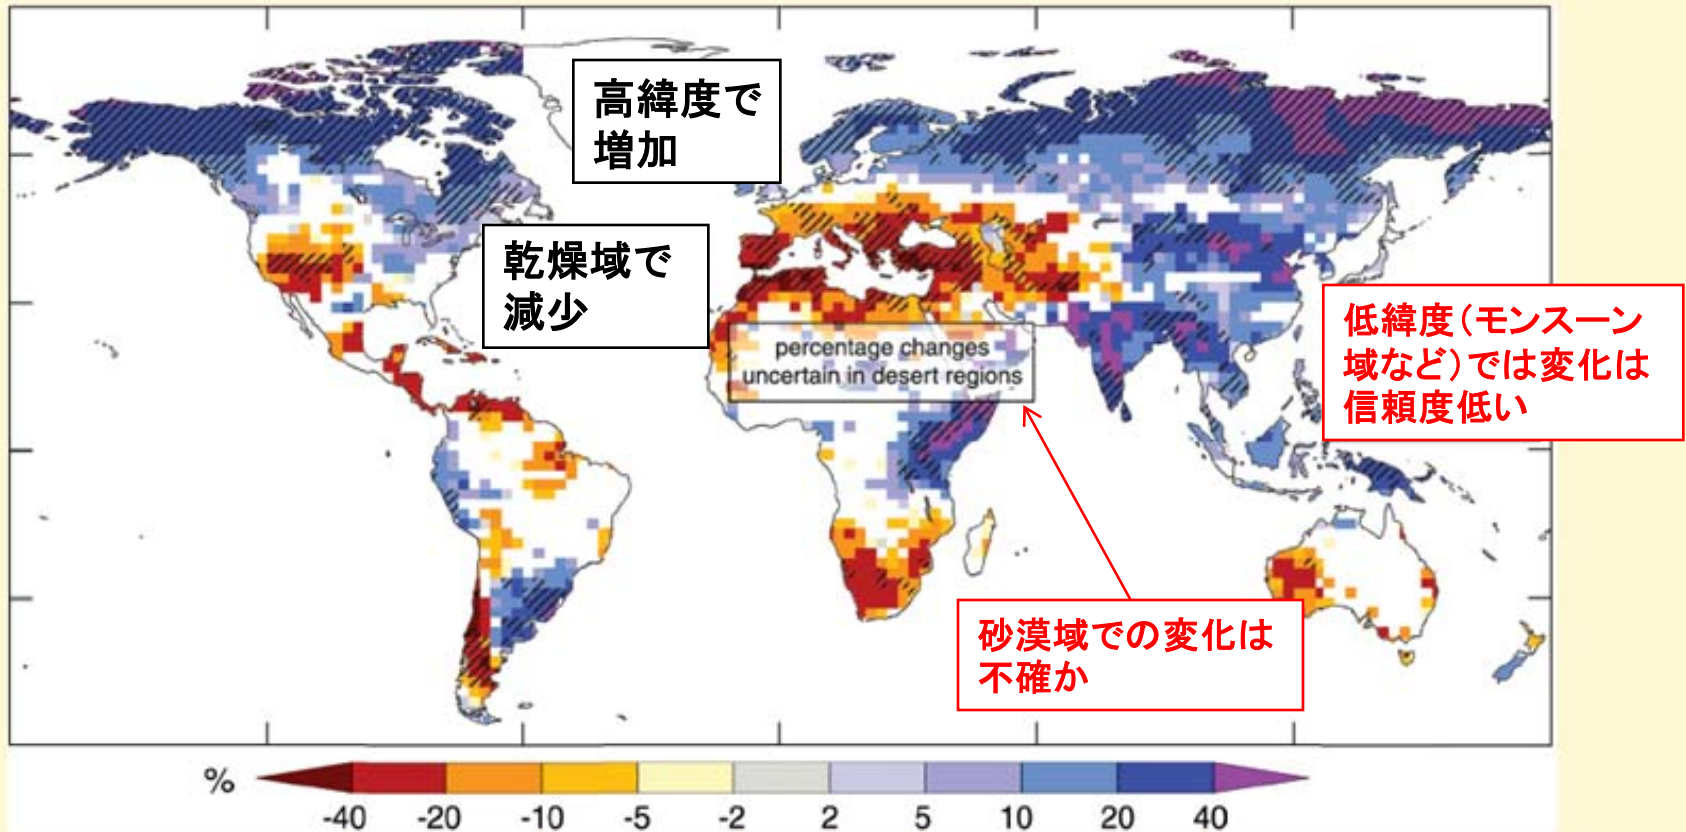 高緯度で
増加
乾燥域で
減少
percentage changes
uncertain in desert regions
低緯度(モンスーン
域など)では変化は
信頼度低い
砂漠域での変化は
不確か
%
-40 -20 -10 -5 -2 2 5 10 20 40